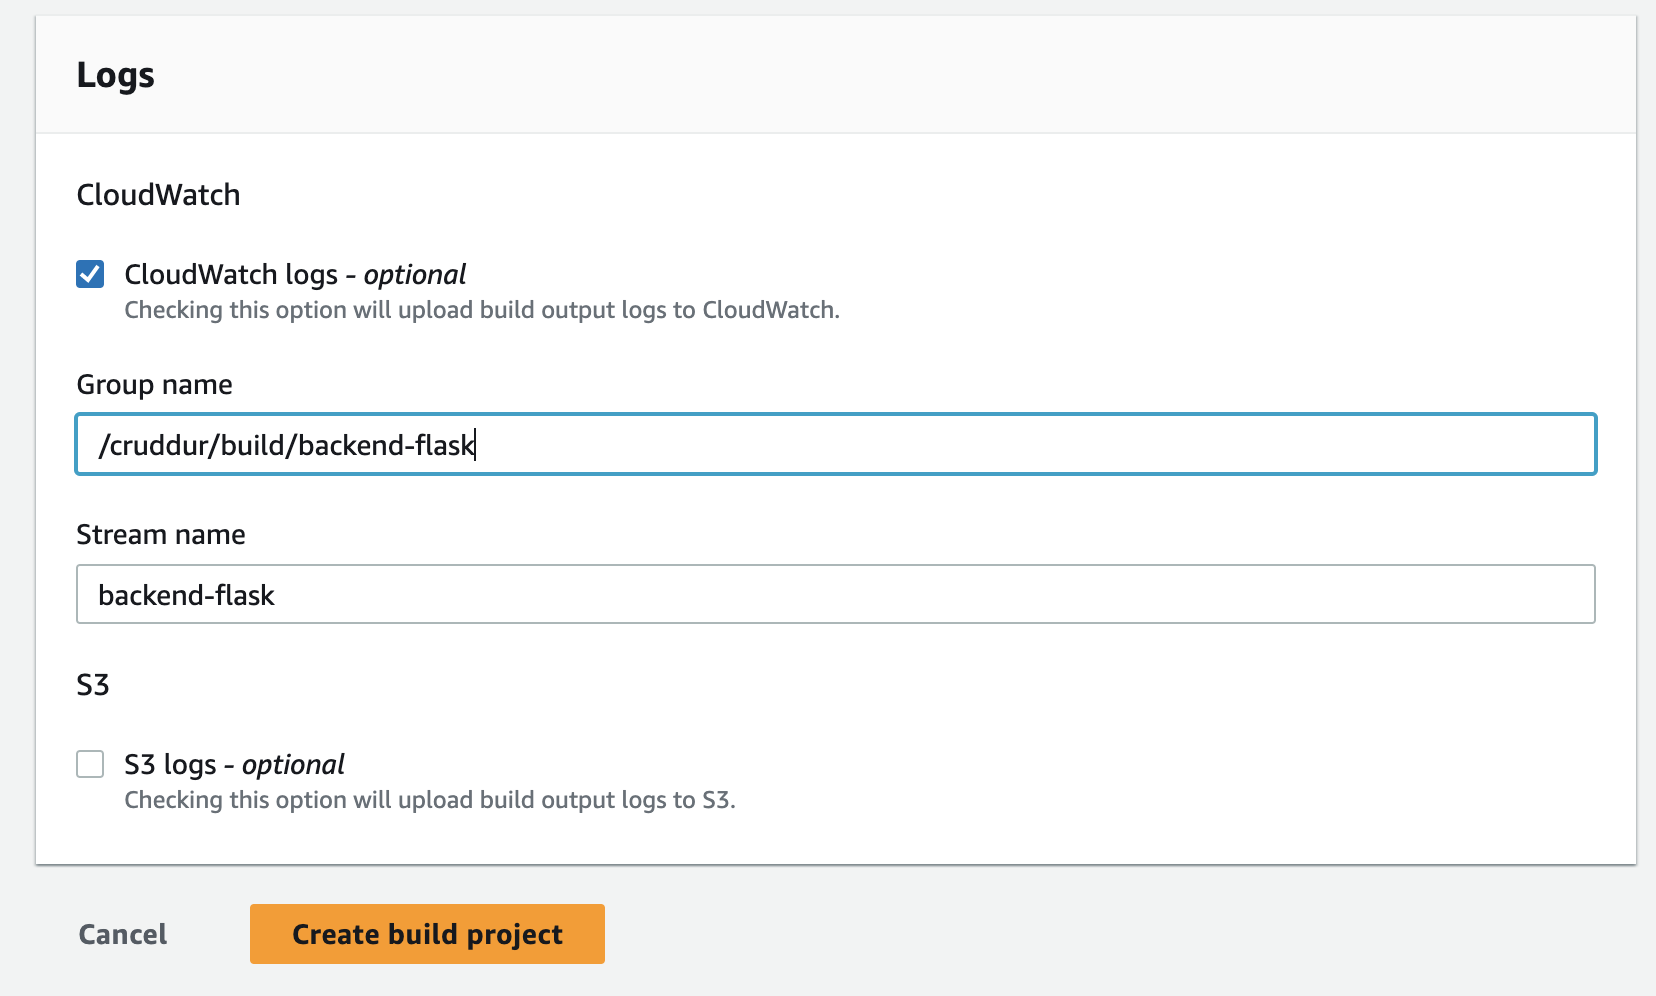 Logs
CloudWatch
CloudWatch logs - optional
Checking this option will upload build output logs to CloudWatch.
Group name
/cruddur/build/backend-flask
Stream name
backend-flask
S3
S3 logs - optional
Checking this option will upload build output logs to S3.
Cancel
Create build project